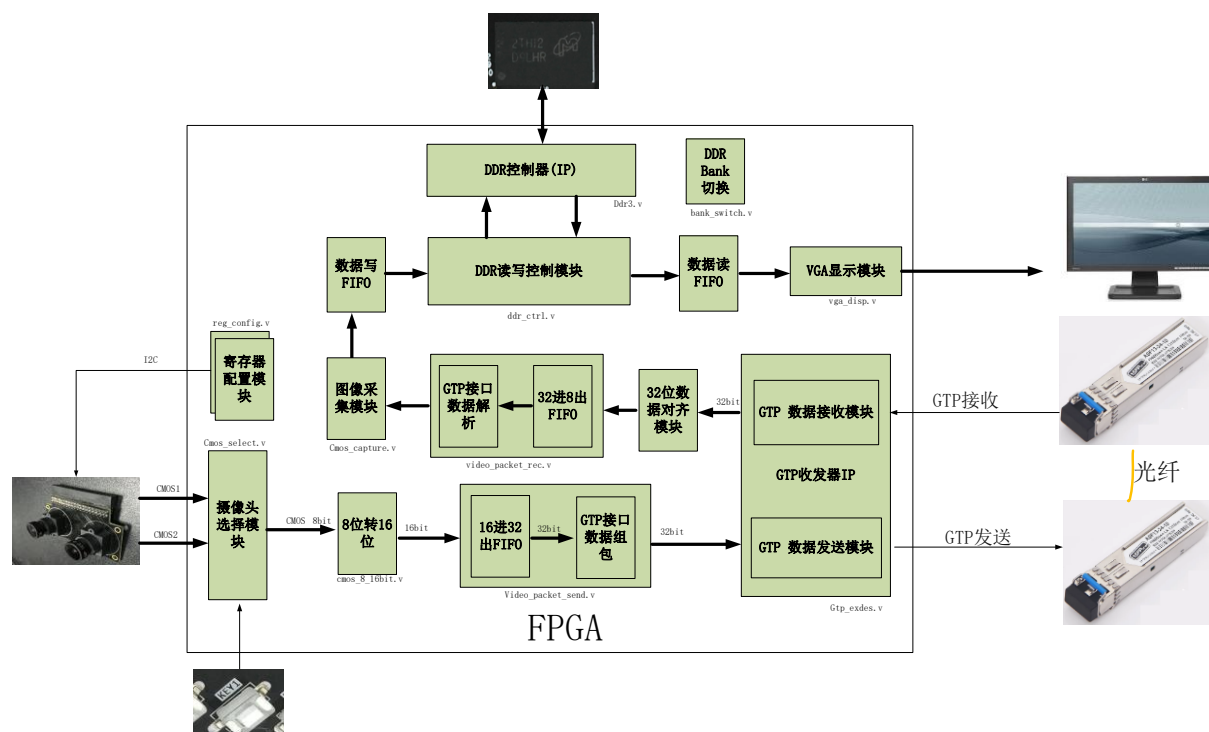 DDR控制器(IP)
Ddr3.v
DDR
Bank
切换
bank_switch.v
数据写
FIFO
DDR读写控制模块
ddr_ctrl.v
数据读
FIFO
VGA显示模块
vga_disp.v
reg_config.v
I2C
寄存器
配置模
块
图像采
集模块
Cmos_capture.v
GTP接口
数据解
析
32进8出
FIFO
video_packet_rec.v
32位数
据对齐
模块
32bit
GTP 数据接收模块
GTP收发器IP
GTP 数据发送模块
Gtp_exdes.v
GTP接收
光纤
GTP发送
Cmos_select.v
CMOS1
CMOS2
摄像头
选择模
块
CMOS 8bit
8位转16
位
cmos_8_16bit.v
16bit
16进32
出FIFO
32bit
GTP接口
数据组
包
Video_packet_send.v
32bit
FPGA
KEY1